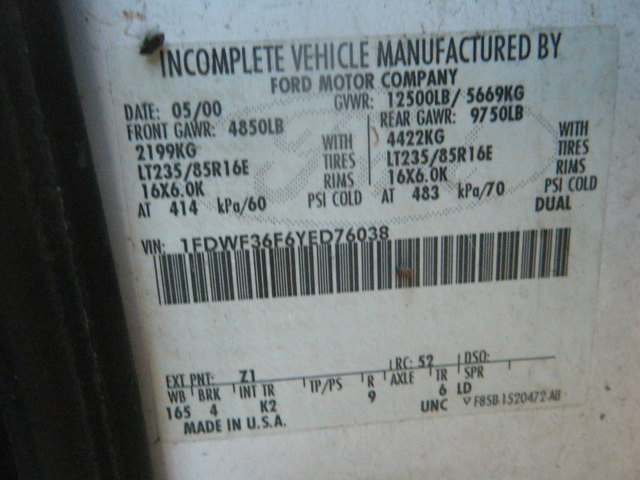 INCOMPLETE VEHICLE MANUFACTURED BY
FORD MOTOR COMPANY
DATE: 05/00 GVWR: 12500LB/ 5669KG
FRONT GAWR: 4850LB REAR GAWR: 9750LB
2199KG WITH 4422KG WITH
LT235/85R16E TIRES LT235/85R16E TIRES
16X6.0K RIMS 16X6.0K RIMS
AT 414 kPa/60 PSI COLD AT 483 kPa/70 PSI COLD
DUAL
VIN: 1FDWF36F6YED76038
EXT PNT: Z1 RC: 52 DSO:
WB BRK INT TR TP/PS R AXLE TR SPR
165 4 K2 9 6 LD
MADE IN U.S.A. UNC F85B-1520472-AB